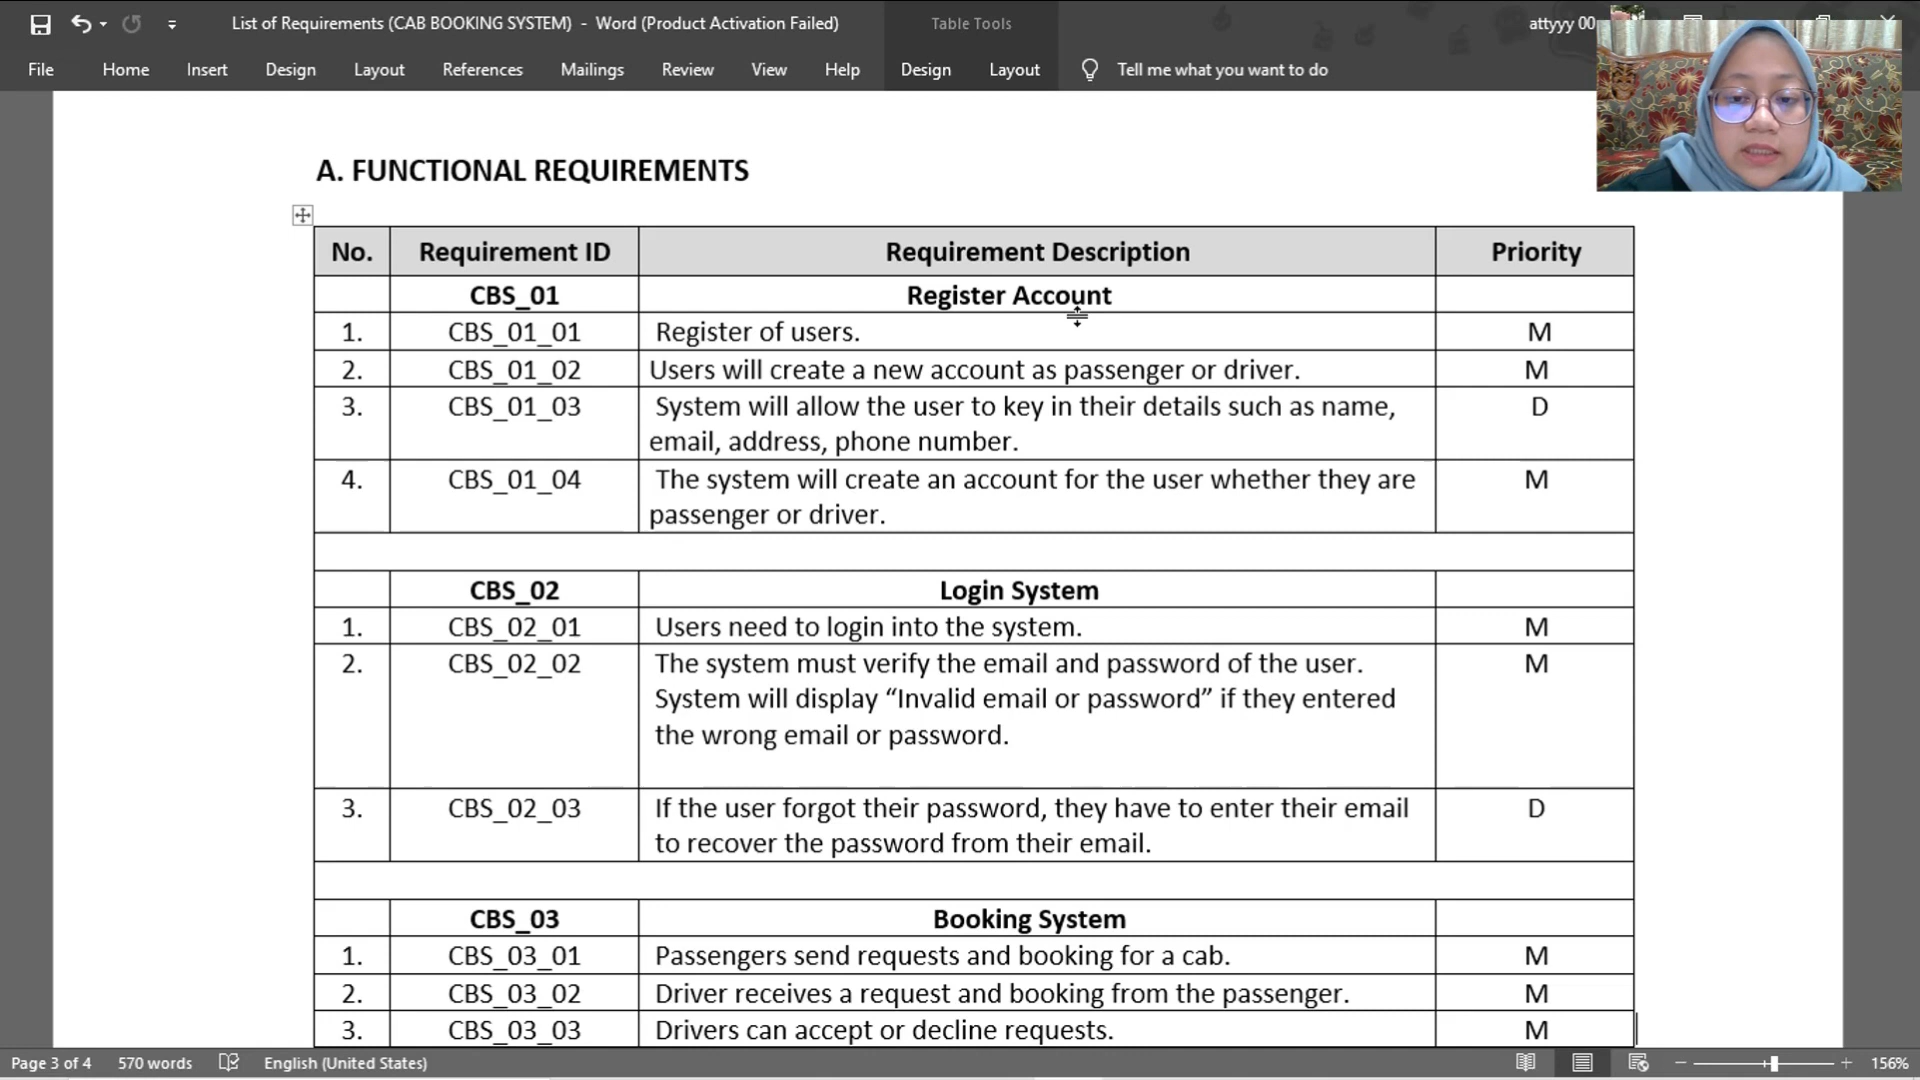 List of Requirements (CAB BOOKING SYSTEM) - Word (Product Activation Failed)
Table Tools
attyyy 00
File Home Insert Design Layout References Mailings Review View Help Design Layout Tell me what you want to do
A. FUNCTIONAL REQUIREMENTS
No. Requirement ID Requirement Description Priority
CBS_01 Register Account
1. CBS_01_01 Register of users. M
2. CBS_01_02 Users will create a new account as passenger or driver. M
3. CBS_01_03 System will allow the user to key in their details such as name, D
email, address, phone number.
4. CBS_01_04 The system will create an account for the user whether they are M
passenger or driver.
CBS_02 Login System
1. CBS_02_01 Users need to login into the system. M
2. CBS_02_02 The system must verify the email and password of the user. M
System will display “Invalid email or password” if they entered
the wrong email or password.
3. CBS_02_03 If the user forgot their password, they have to enter their email D
to recover the password from their email.
CBS_03 Booking System
1. CBS_03_01 Passengers send requests and booking for a cab. M
2. CBS_03_02 Driver receives a request and booking from the passenger. M
3. CBS_03_03 Drivers can accept or decline requests. M
Page 3 of 4 570 words English (United States) 156%